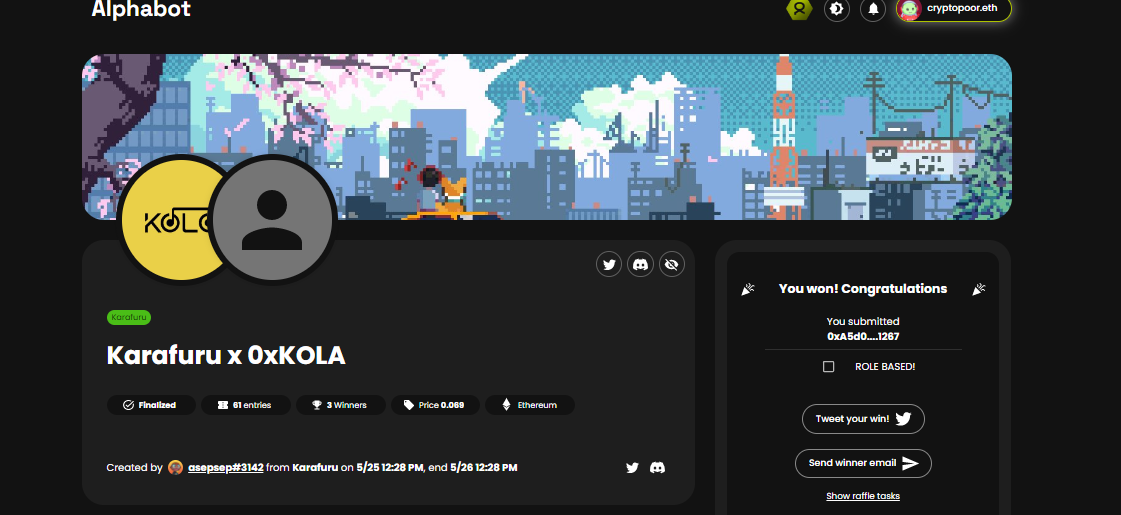 Alphabot
cryptopoor.eth
KOLA
Karafuru
Karafuru x 0xKOLA
Finalized
61 entries
3 Winners
Price 0.069
Ethereum
Created by asepsep#3142 from Karafuru on 5/25 12:28 PM, end 5/26 12:28 PM
You won! Congratulations
You submitted
0xA5d0....1267
ROLE BASED!
Tweet your win!
Send winner email
Show raffle tasks